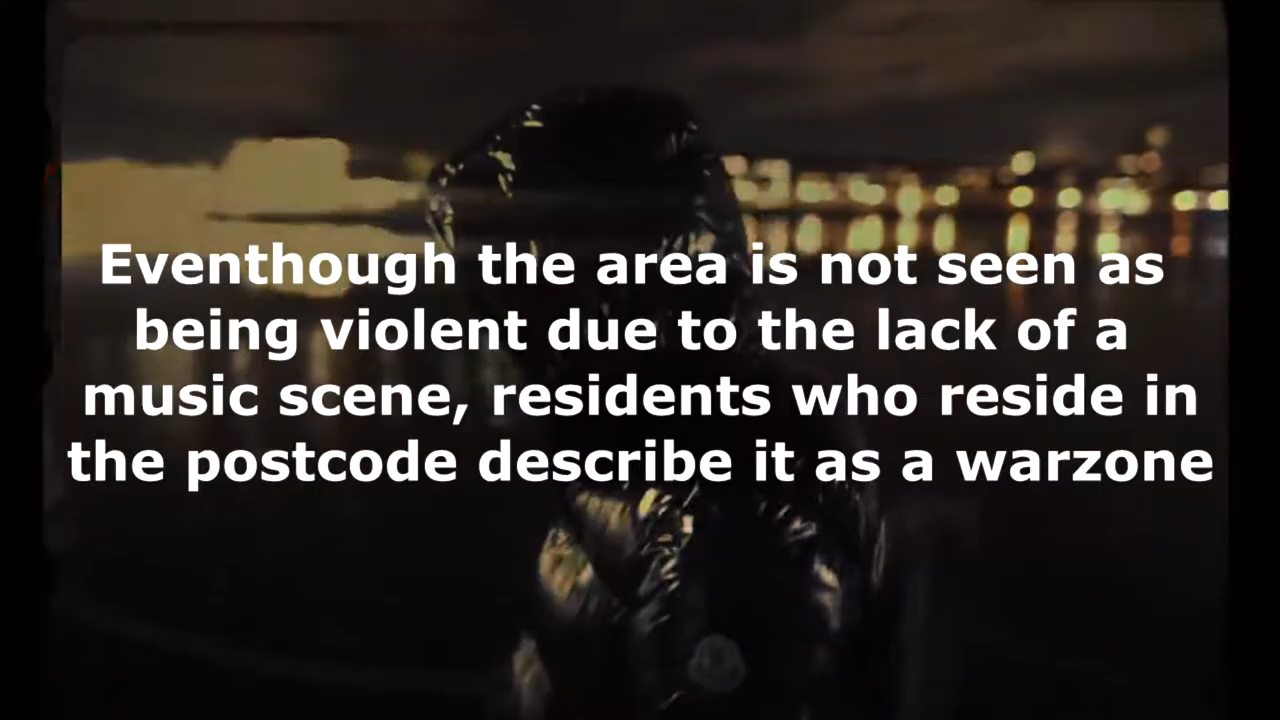 Eventhough the area is not seen as
being violent due to the lack of a
music scene, residents who reside in
the postcode describe it as a warzone